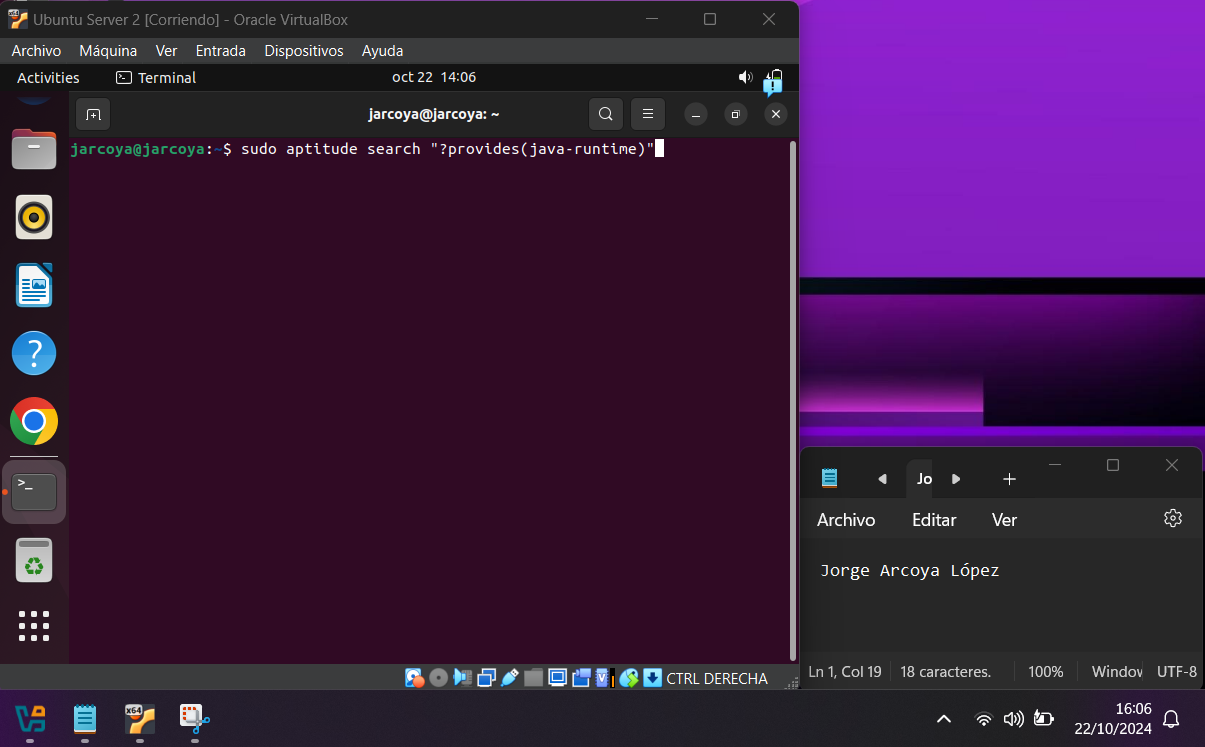 Ubuntu Server 2 [Corriendo] - Oracle VirtualBox
Archivo Máquina Ver Entrada Dispositivos Ayuda
Activities Terminal oct 22 14:06
jarcoya@jarcoya: ~
jarcoya@jarcoya:~$ sudo aptitude search "?provides(java-runtime)"
CTRL DERECHA
Jo
Archivo Editar Ver
Jorge Arcoya López
Ln 1, Col 19 18 caracteres. 100% Window UTF-8
x64
16:06
22/10/2024